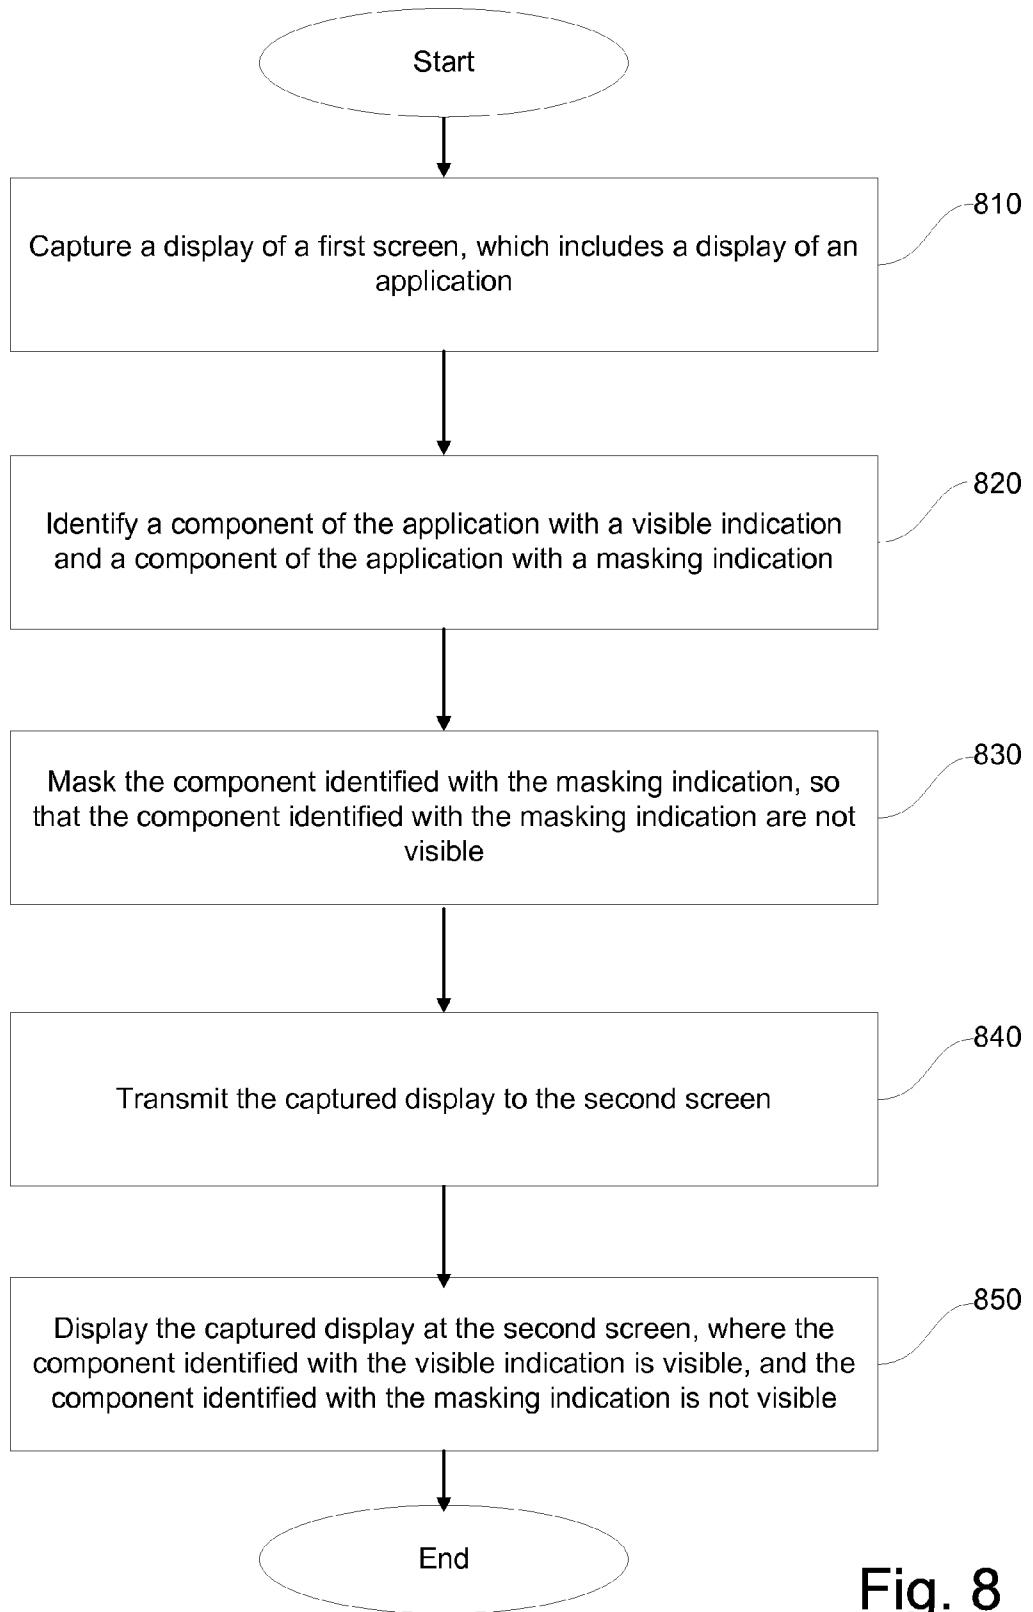 Start
810
Capture a display of a first screen, which includes a display of an
application
820
Identify a component of the application with a visible indication
and a component of the application with a masking indication
830
Mask the component identified with the masking indication, so
that the component identified with the masking indication are not
visible
840
Transmit the captured display to the second screen
850
Display the captured display at the second screen, where the
component identified with the visible indication is visible, and the
component identified with the masking indication is not visible
End
Fig. 8